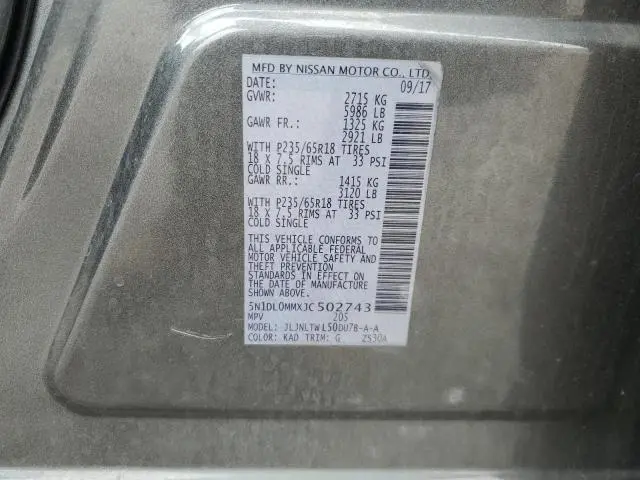 MFD BY NISSAN MOTOR CO., LTD.
DATE: 09/17
GVWR: 2715 KG
5986 LB
GAWR FR.: 1325 KG
2921 LB
WITH P235/65R18 TIRES
18 X 7.5 RIMS AT 33 PSI
COLD SINGLE
GAWR RR.: 1415 KG
3120 LB
WITH P235/65R18 TIRES
18 X 7.5 RIMS AT 33 PSI
COLD SINGLE
THIS VEHICLE CONFORMS TO
ALL APPLICABLE FEDERAL
MOTOR VEHICLE SAFETY AND
THEFT PREVENTION
STANDARDS IN EFFECT ON
THE DATE OF MANUFACTURE
SHOWN ABOVE.
5N1DL0MMXJC502743
MPV 205
MODEL: JLJNLTWL50DU78-A-A
COLOR: KAD TRIM: G ZS30A